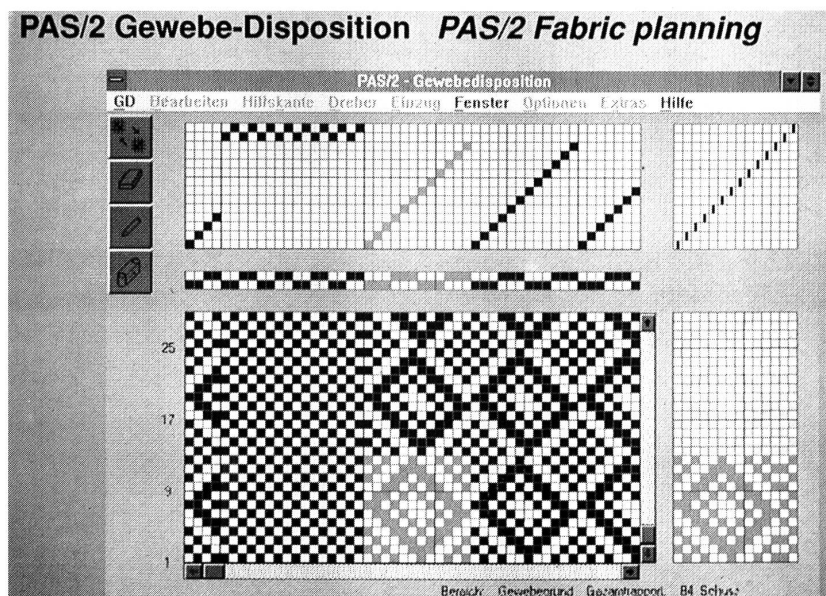 PAS/2 Gewebe-Disposition PAS/2 Fabric planning
PAS/2 - Gewebedisposition
GD Bearbeiten Hilfskante Dreher Einzug Fenster Optionen Extras Hilfe
25
17
9
1
Bereich: Gewebegrund Gesamtrapport: 84 Schuss